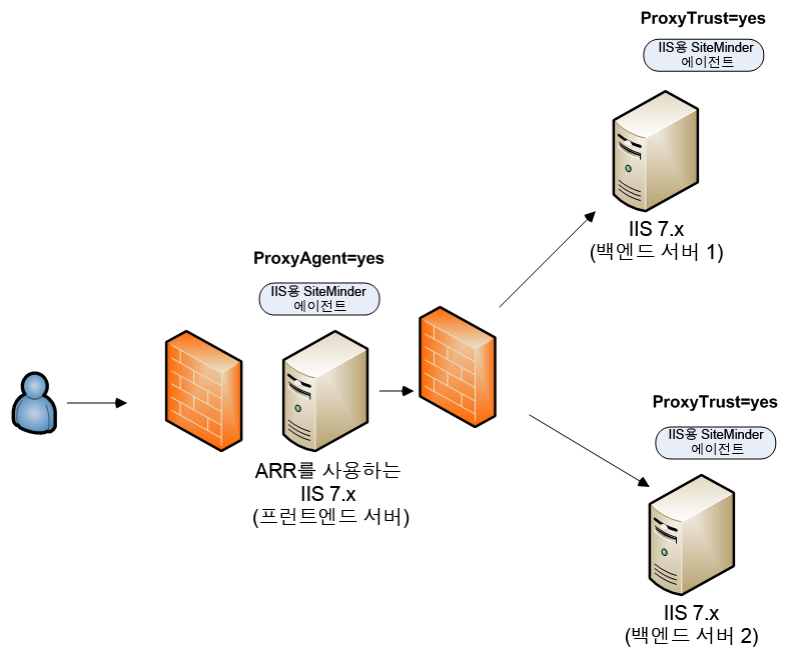 ProxyTrust=yes
IIS용 SiteMinder
에이전트
IIS 7.x
(백엔드 서버 1)
ProxyAgent=yes
IIS용 SiteMinder
에이전트
ARR를 사용하는
IIS 7.x
(프런트엔드 서버)
ProxyTrust=yes
IIS용 SiteMinder
에이전트
IIS 7.x
(백엔드 서버 2)